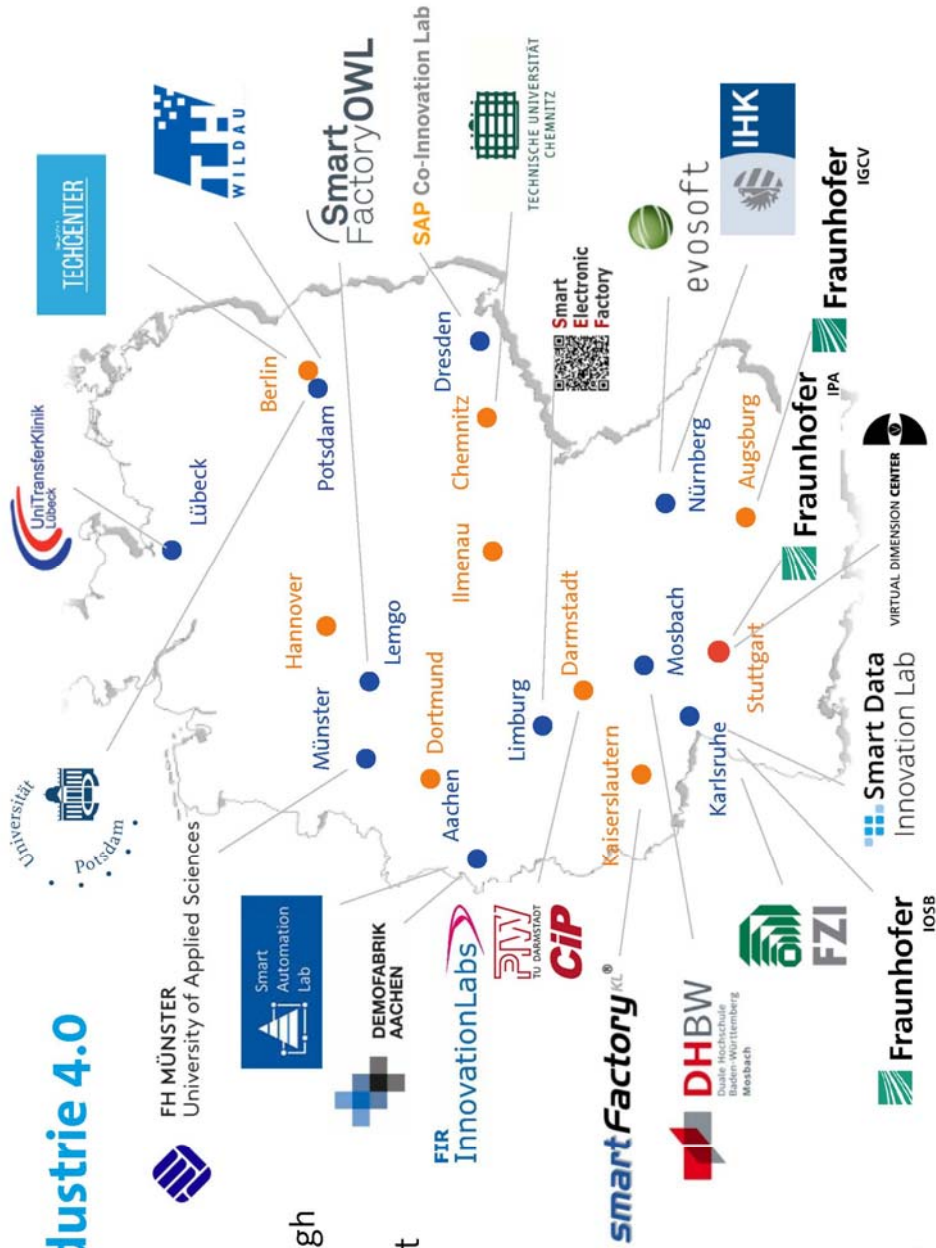 dustrie 4.0
gh
t
Universität
Potsdam
UniTransferKlinik
Lübeck
TECHCENTER
WILDAU
FH MÜNSTER
University of Applied Sciences
Smart
Automation
Lab
DEMOFABRIK
AACHEN
FIR
InnovationLabs
PTW
TU DARMSTADT
CiP
smartFactory KL®
DHBW
Duale Hochschule
Baden-Württemberg
Mosbach
FZI
Fraunhofer
IOSB
Smart Data
Innovation Lab
VIRTUAL DIMENSION CENTER
Fraunhofer
IPA
Fraunhofer
IGCV
IHK
evosoft
Smart
Electronic
Factory
TECHNISCHE UNIVERSITÄT
CHEMNITZ
SAP Co-Innovation Lab
Smart
FactoryOWL
Lübeck
Berlin
Potsdam
Hannover
Münster
Lemgo
Dortmund
Aachen
Ilmenau
Chemnitz
Dresden
Limburg
Darmstadt
Kaiserslautern
Mosbach
Nürnberg
Karlsruhe
Stuttgart
Augsburg